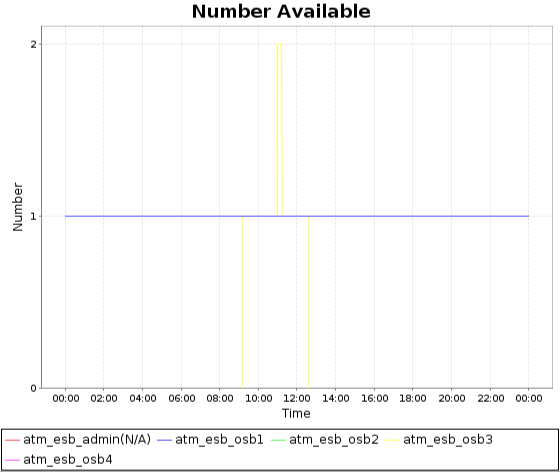 Number Available
2
1
0
Number
00:00 02:00 04:00 06:00 08:00 10:00 12:00 14:00 16:00 18:00 20:00 22:00 00:00
Time
atm_esb_admin(N/A) atm_esb_osb1 atm_esb_osb2 atm_esb_osb3
atm_esb_osb4